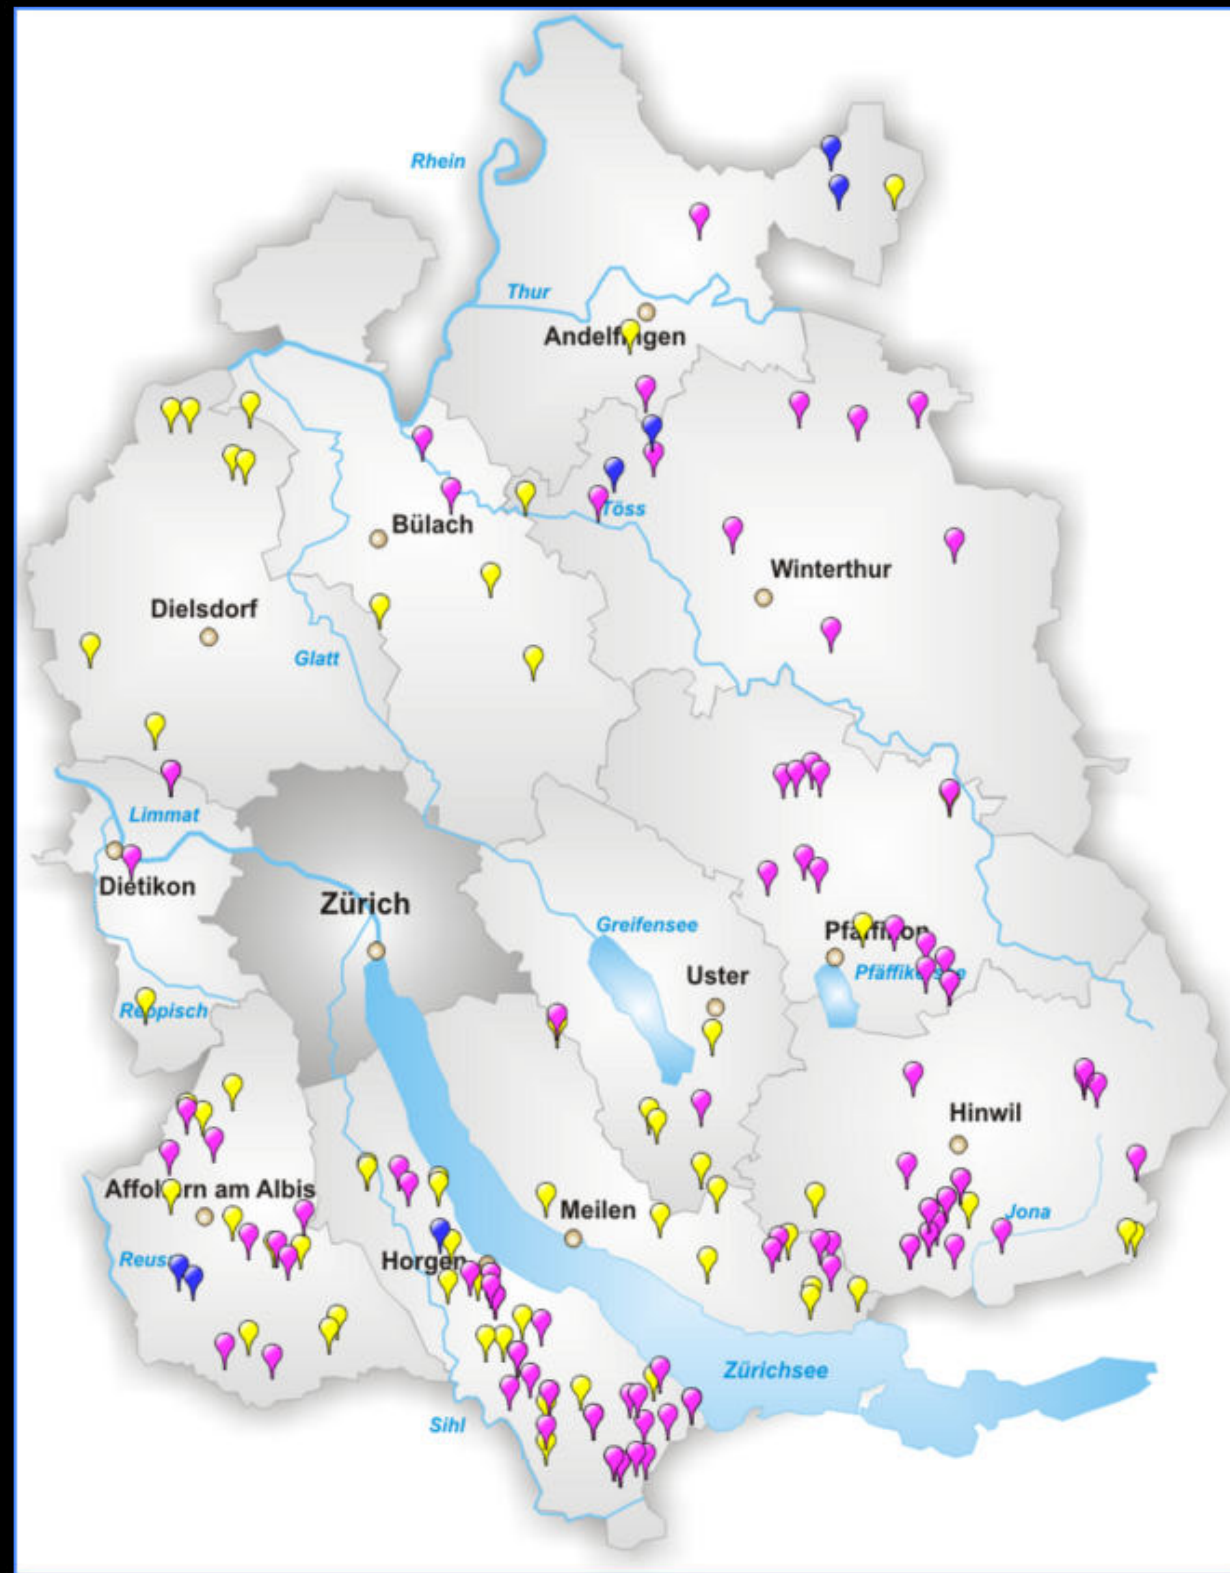 Rhein
Thur
Andelfingen
Töss
Bülach
Winterthur
Dielsdorf
Glatt
Limmat
Dietikon
Zürich
Greifensee
Pfäffikon
Pfäffikersee
Uster
Reppisch
Hinwil
Affoltern am Albis
Meilen
Jona
Reuss
Horgen
Zürichsee
Sihl